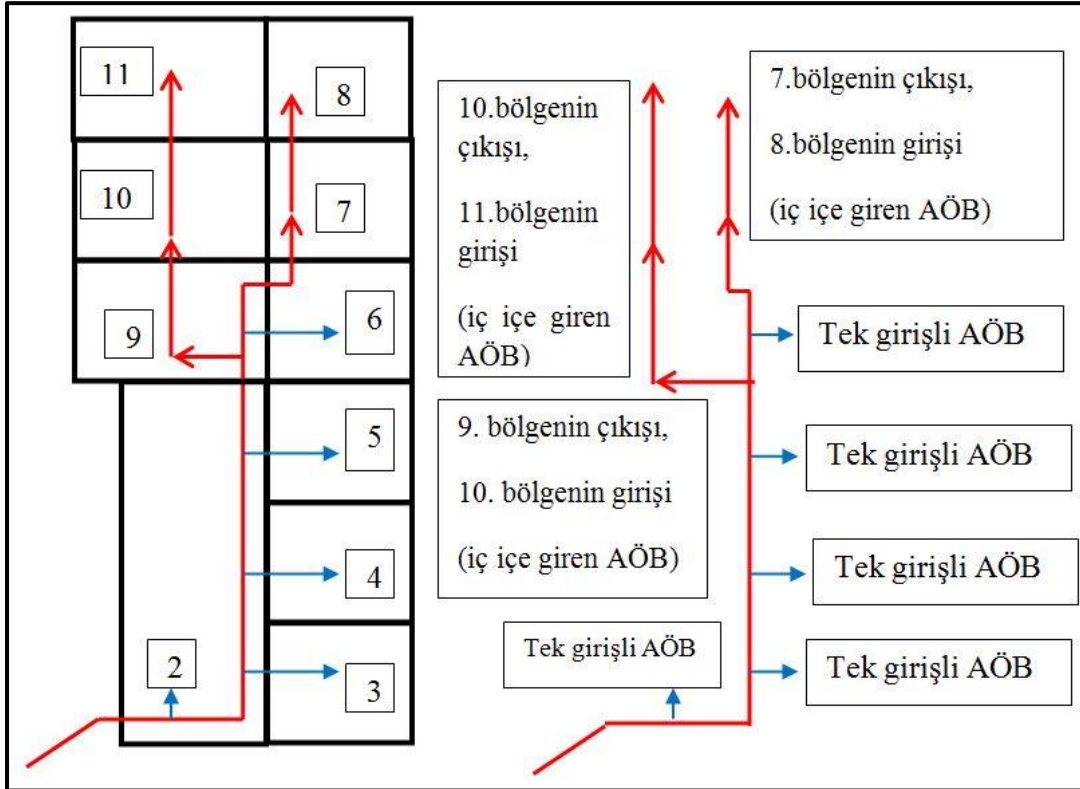 11
8
10
7
9
6
5
4
2
3
10.bölgenin
çıkışı,
11.bölgenin
girişi
(iç içe giren
AÖB)
7.bölgenin çıkışı,
8.bölgenin girişi
(iç içe giren AÖB)
9. bölgenin çıkışı,
10. bölgenin girişi
(iç içe giren AÖB)
Tek girişli AÖB
Tek girişli AÖB
Tek girişli AÖB
Tek girişli AÖB
Tek girişli AÖB